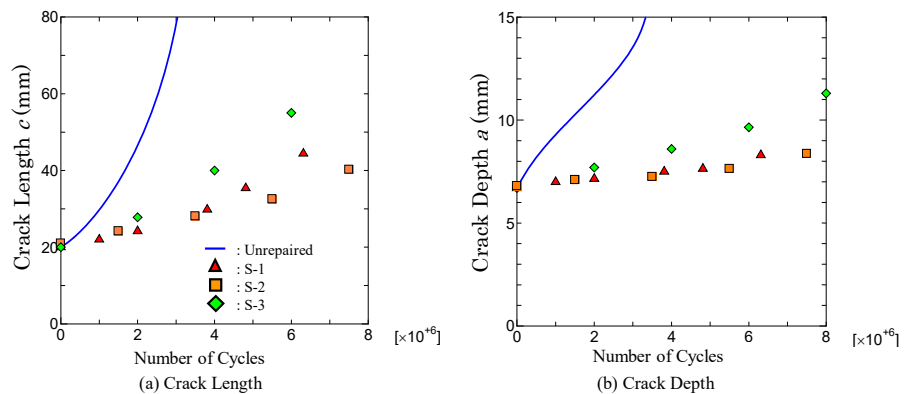 80
60
40
20
0
0 2 4 6 8
[×10⁺⁶]
Crack Length c (mm)
Number of Cycles
: Unrepaired
: S-1
: S-2
: S-3
(a) Crack Length
15
10
5
0
0 2 4 6 8
[×10⁺⁶]
Crack Depth a (mm)
Number of Cycles
(b) Crack Depth